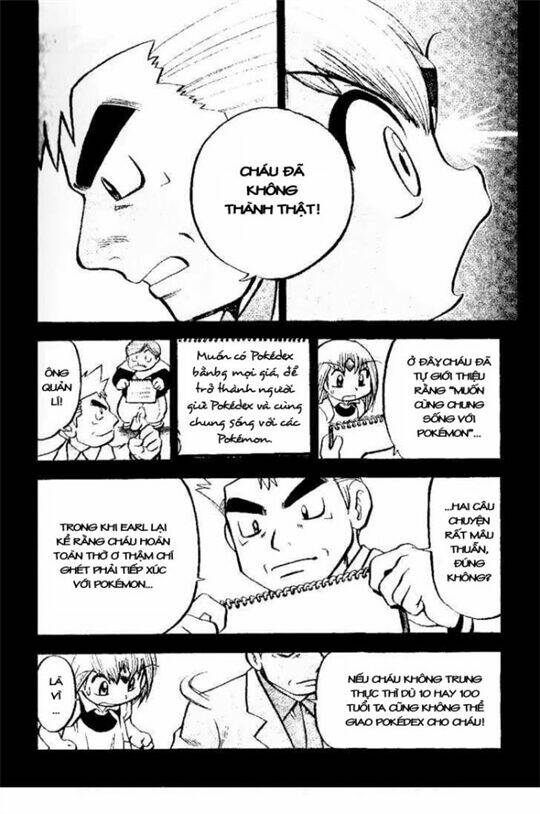 CHÁU ĐÃ
KHÔNG
THÀNH THẬT!
ÔNG
QUẢN
LÍ!
Muốn có Pokédex
bằnbg mọi giá, để
trở thành người
giữ Pokédex và cùng
chung sống với các
Pokémon.
Ở ĐÂY CHÁU ĐÃ
TỰ GIỚI THIỆU
RẰNG "MUỐN
CÙNG CHUNG
SỐNG VỚI
POKÉMON"...
TRONG KHI EARL LẠI
KỂ RẰNG CHÁU HOÀN
TOÀN THỜ Ơ THẬM CHÍ
GHÉT PHẢI TIẾP XÚC
VỚI POKÉMON...
...HAI CÂU
CHUYỆN
RẤT MÂU
THUẪN,
ĐÚNG
KHÔNG?
LÀ
VÌ
...
NẾU CHÁU KHÔNG TRUNG
THỰC THÌ DÙ 10 HAY 100
TUỔI TA CŨNG KHÔNG THỂ
GIAO POKÉDEX CHO CHÁU!